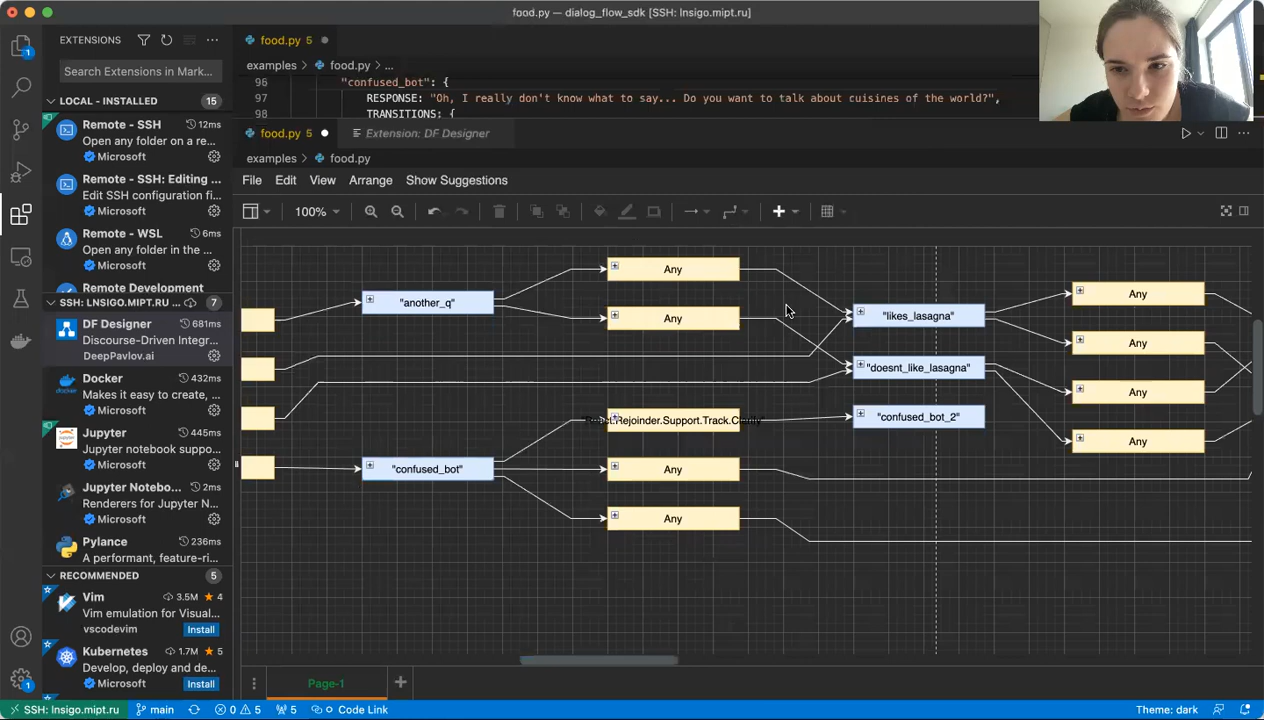 food.py — dialog_flow_sdk [SSH: lnsigo.mipt.ru]
EXTENSIONS
Search Extensions in Mark...
LOCAL - INSTALLED 15
Remote - SSH 12ms
Open any folder on a re...
Microsoft
Remote - SSH: Editing ...
Edit SSH configuration fi...
Microsoft
Remote - WSL 6ms
Open any folder in the ...
Microsoft
Remote Development
SSH: LNSIGO.MIPT.RU ... 7
DF Designer 681ms
Discourse-Driven Integr...
DeepPavlov.ai
Docker 432ms
Makes it easy to create, ...
Microsoft
Jupyter 445ms
Jupyter notebook suppo...
Microsoft
Jupyter Notebo... 2ms
Renderers for Jupyter N...
Microsoft
Pylance 236ms
A performant, feature-ri...
RECOMMENDED 5
Vim 3.5M 4
Vim emulation for Visual...
vscodevim Install
Kubernetes 1.7M 5
Develop, deploy and de...
Microsoft Install
food.py 5
examples > food.py > ...
96 "confused_bot": {
97 RESPONSE: "Oh, I really don't know what to say... Do you want to talk about cuisines of the world?",
98 TRANSITIONS: {
food.py 5 Extension: DF Designer
examples > food.py
File Edit View Arrange Show Suggestions
100%
Any
"another_q"
Any
"likes_lasagna"
Any
Any
"doesnt_like_lasagna"
Any
"confused_bot_2"
Any
"confused_bot"
Any
Any
Page-1
SSH: lnsigo.mipt.ru main 0 5 5 Code Link Theme: dark